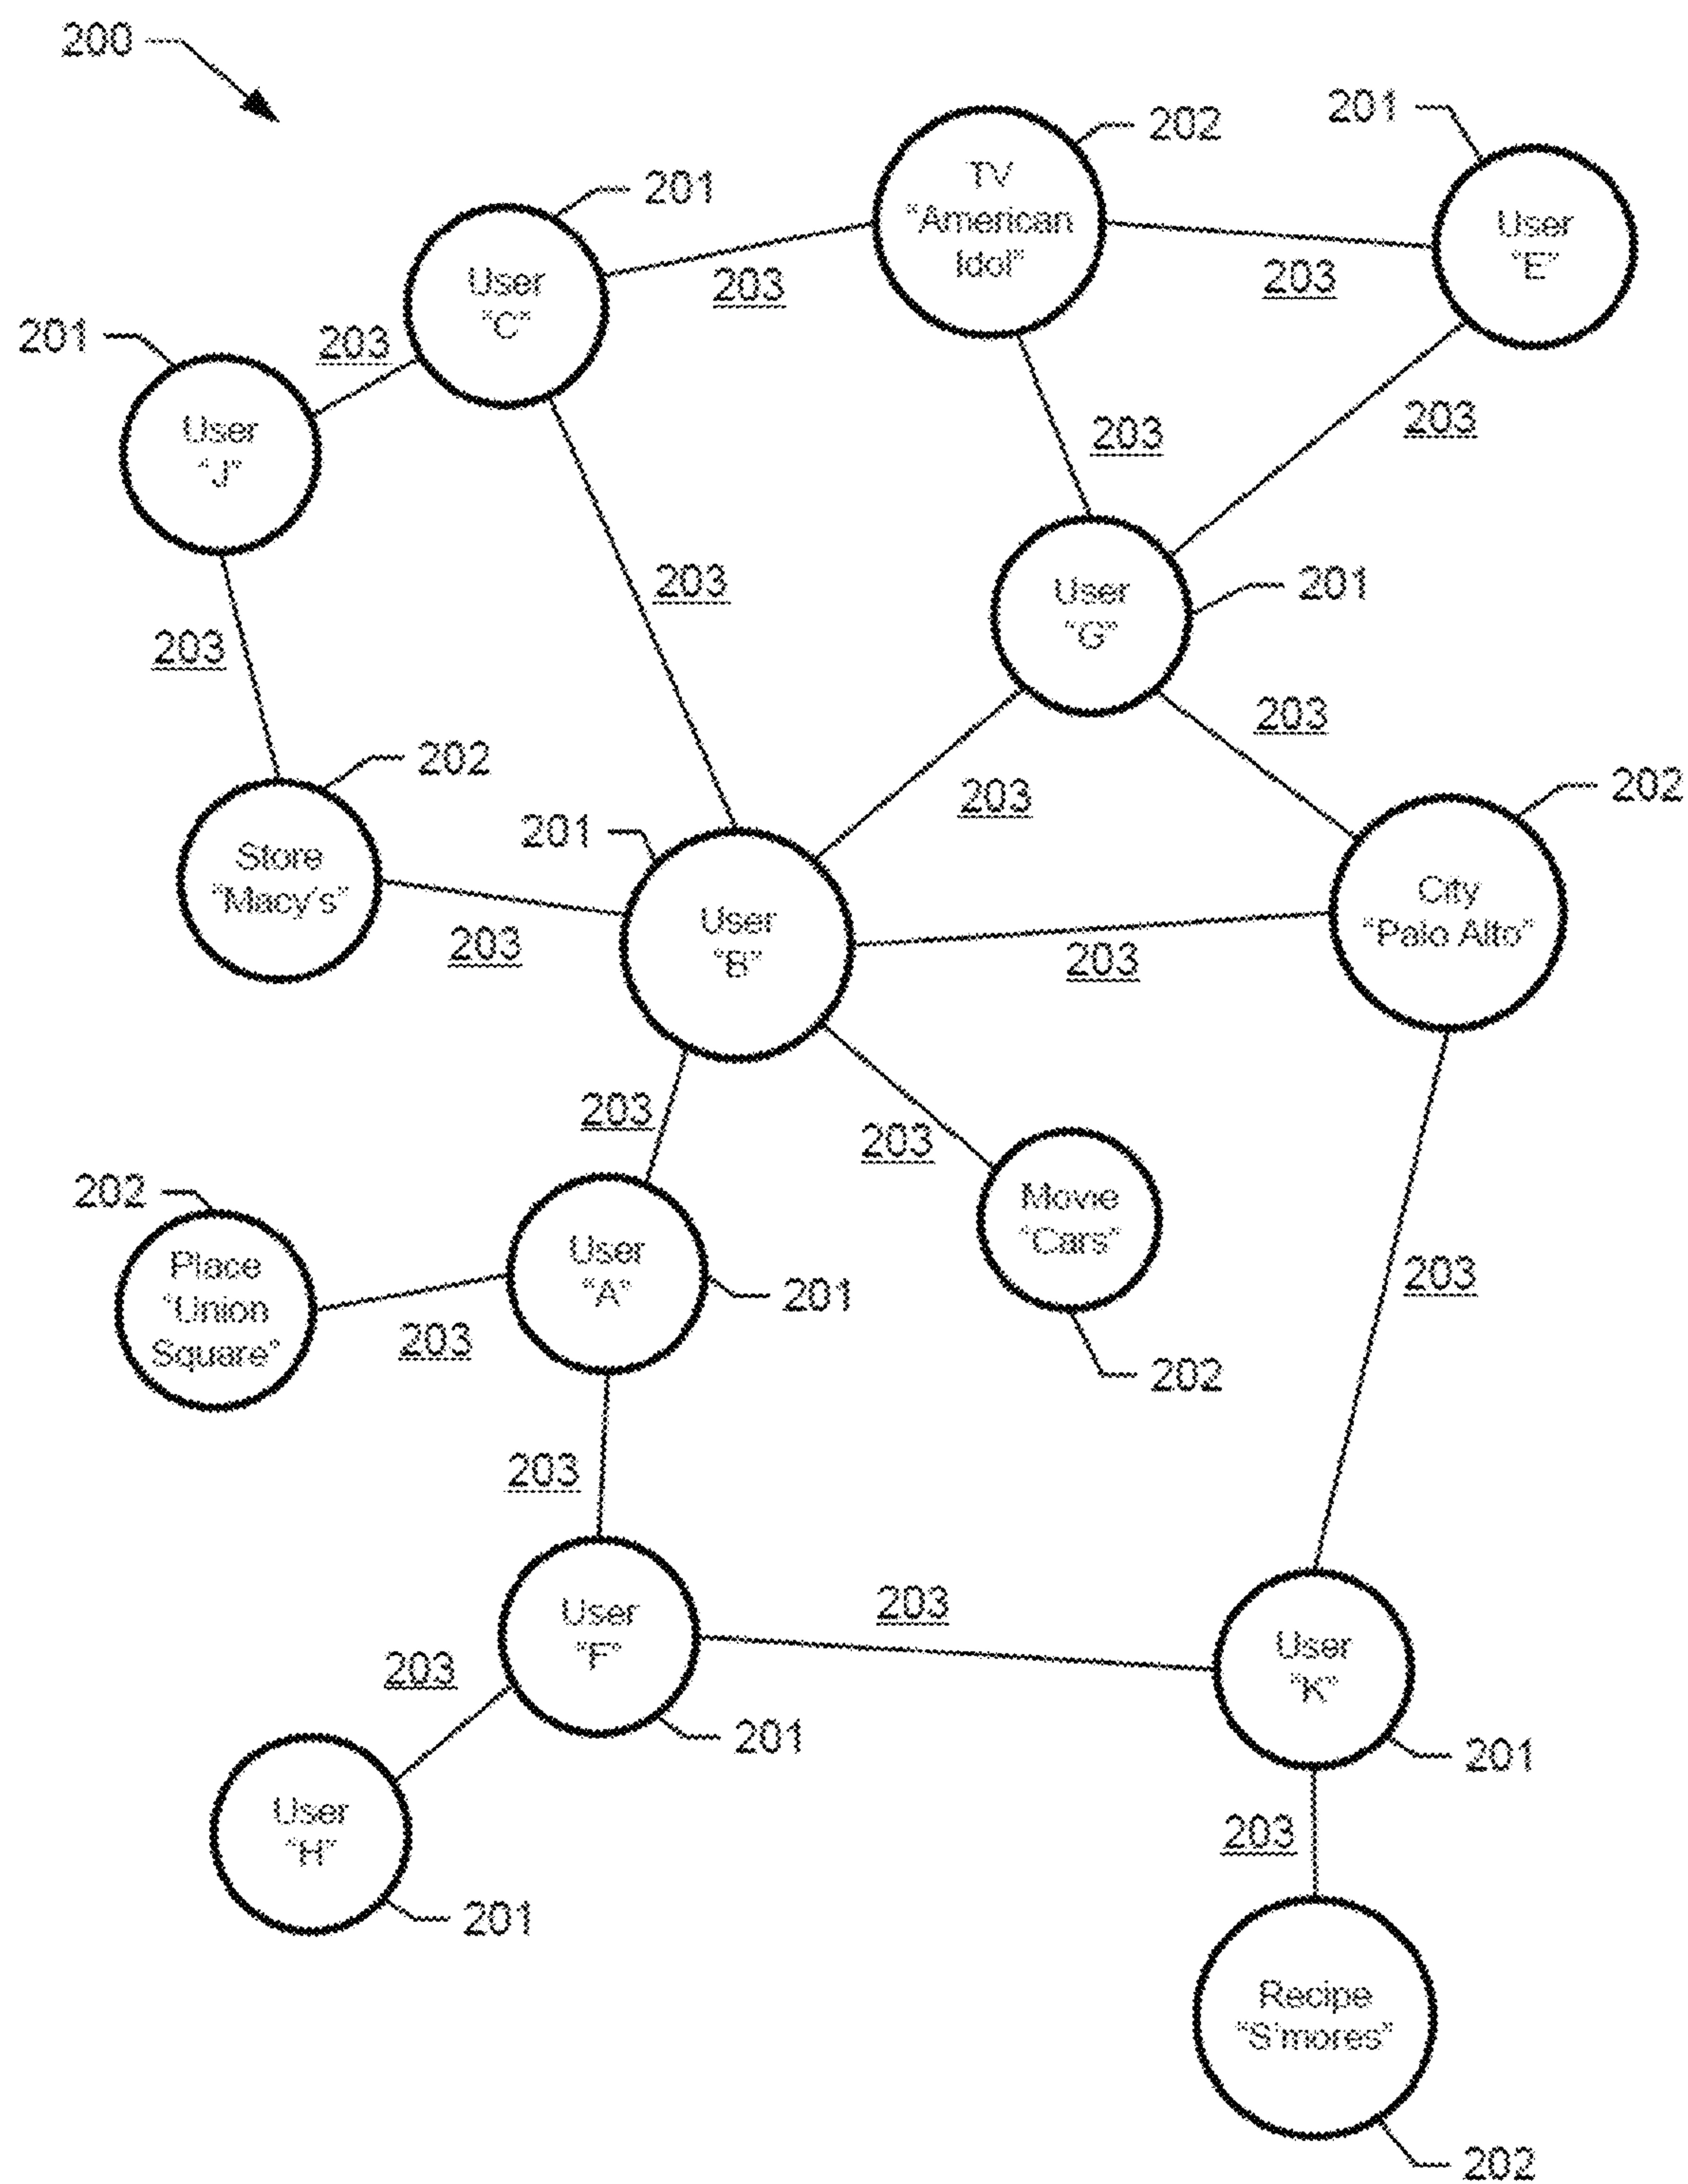 200
202
201
201
TV
“American
Idol”
User
“E”
User
“C”
203
203
201
203
User
“J”
203
203
203
User
“G”
201
203
203
203
202
203
202
201
Store
“Macy’s”
User
“B”
City
“Palo Alto”
203
203
203
203
202
Place
“Union
Square”
User
“A”
201
Movie
“Cars”
203
203
202
203
203
User
“F”
User
“K”
203
201
201
User
“H”
203
201
Recipe
“S’mores”
202